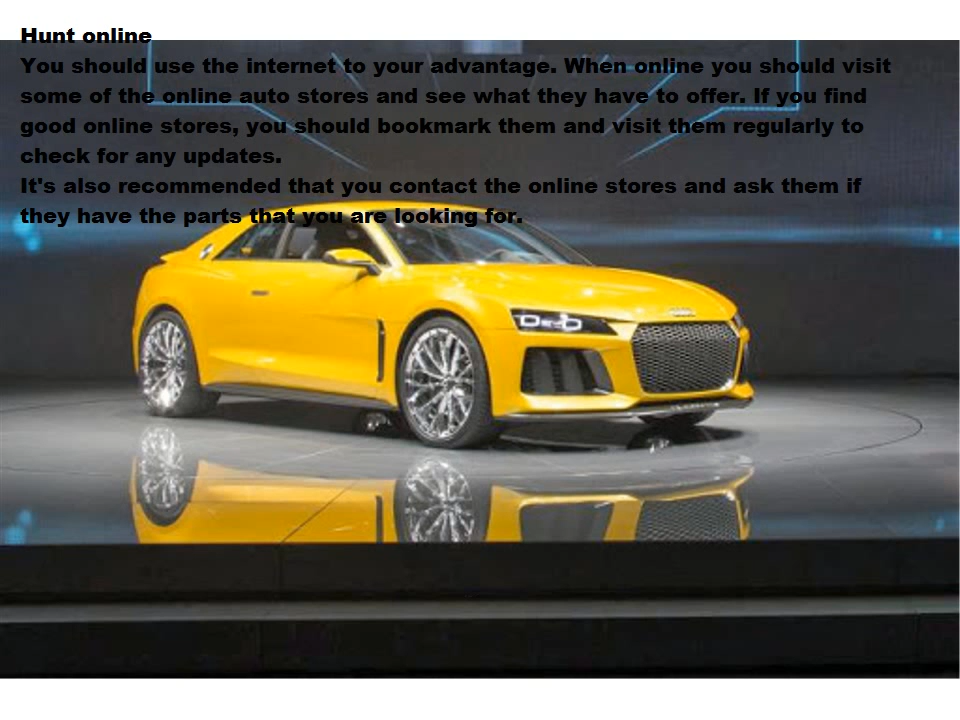 Hunt online
You should use the internet to your advantage. When online you should visit
some of the online auto stores and see what they have to offer. If you find
good online stores, you should bookmark them and visit them regularly to
check for any updates.
It's also recommended that you contact the online stores and ask them if
they have the parts that you are looking for.